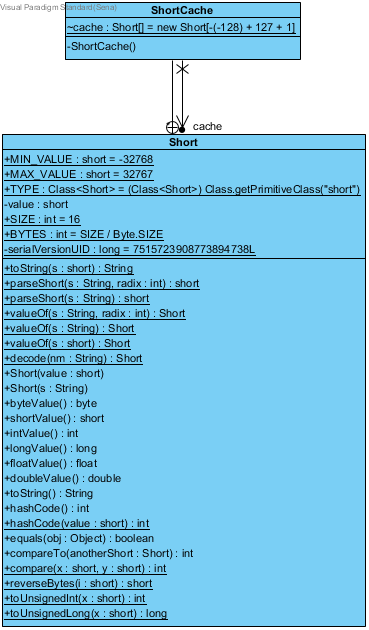 Visual Paradigm Standard(Sena)
ShortCache
~cache : Short[] = new Short[-(-128) + 127 + 1]
-ShortCache()
cache
Short
+MIN_VALUE : short = -32768
+MAX_VALUE : short = 32767
+TYPE : Class<Short> = (Class<Short>) Class.getPrimitiveClass("short")
-value : short
+SIZE : int = 16
+BYTES : int = SIZE / Byte.SIZE
-serialVersionUID : long = 7515723908773894738L
+toString(s : short) : String
+parseShort(s : String, radix : int) : short
+parseShort(s : String) : short
+valueOf(s : String, radix : int) : Short
+valueOf(s : String) : Short
+valueOf(s : short) : Short
+decode(nm : String) : Short
+Short(value : short)
+Short(s : String)
+byteValue() : byte
+shortValue() : short
+intValue() : int
+longValue() : long
+floatValue() : float
+doubleValue() : double
+toString() : String
+hashCode() : int
+hashCode(value : short) : int
+equals(obj : Object) : boolean
+compareTo(anotherShort : Short) : int
+compare(x : short, y : short) : int
+reverseBytes(i : short) : short
+toUnsignedInt(x : short) : int
+toUnsignedLong(x : short) : long